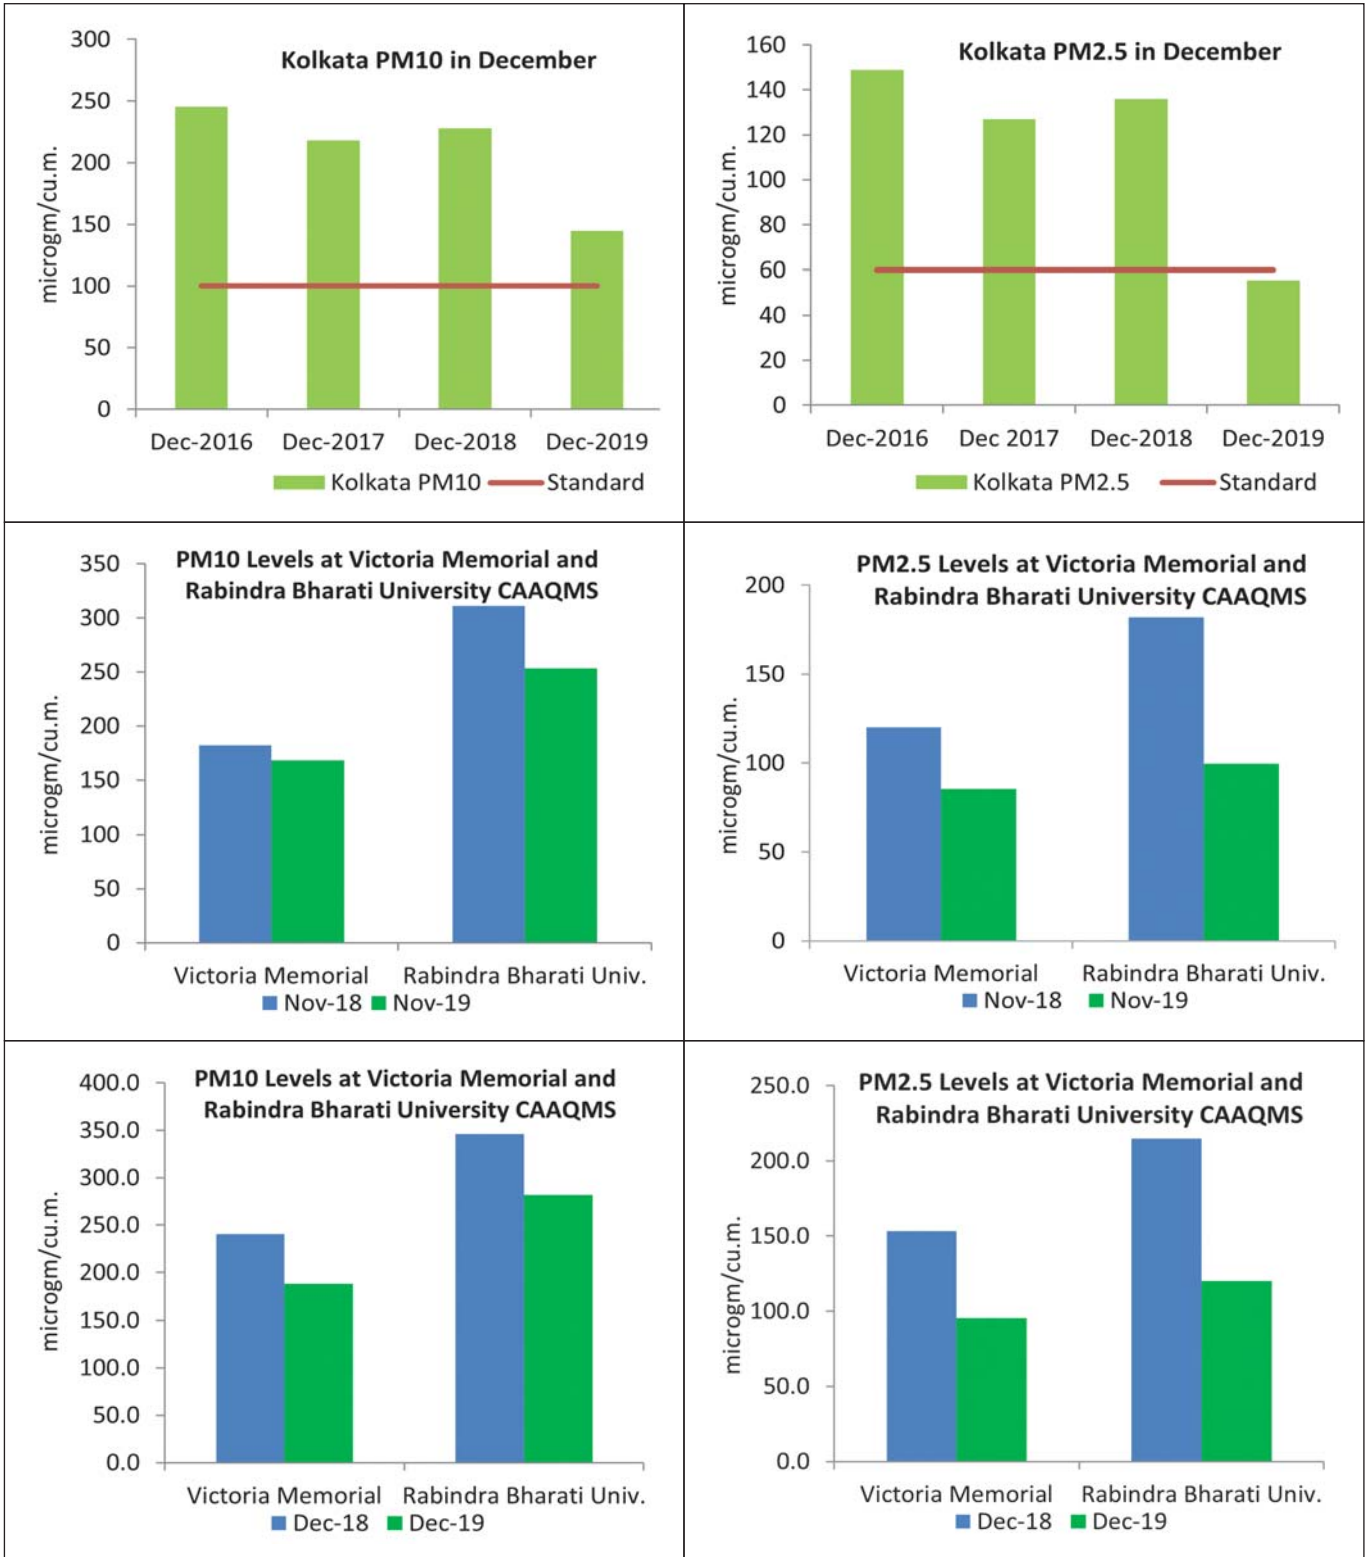 Kolkata PM10 in December
microgm/cu.m.
300
250
200
150
100
50
0
Dec-2016 Dec-2017 Dec-2018 Dec-2019
Kolkata PM10 Standard
Kolkata PM2.5 in December
microgm/cu.m.
160
140
120
100
80
60
40
20
0
Dec-2016 Dec 2017 Dec-2018 Dec-2019
Kolkata PM2.5 Standard
PM10 Levels at Victoria Memorial and
Rabindra Bharati University CAAQMS
microgm/cu.m.
350
300
250
200
150
100
50
0
Victoria Memorial Rabindra Bharati Univ.
Nov-18 Nov-19
PM2.5 Levels at Victoria Memorial and
Rabindra Bharati University CAAQMS
microgm/cu.m.
200
150
100
50
0
Victoria Memorial Rabindra Bharati Univ.
Nov-18 Nov-19
PM10 Levels at Victoria Memorial and
Rabindra Bharati University CAAQMS
microgm/cu.m.
400.0
350.0
300.0
250.0
200.0
150.0
100.0
50.0
0.0
Victoria Memorial Rabindra Bharati Univ.
Dec-18 Dec-19
PM2.5 Levels at Victoria Memorial and
Rabindra Bharati University CAAQMS
microgm/cu.m.
250.0
200.0
150.0
100.0
50.0
0.0
Victoria Memorial Rabindra Bharati Univ.
Dec-18 Dec-19